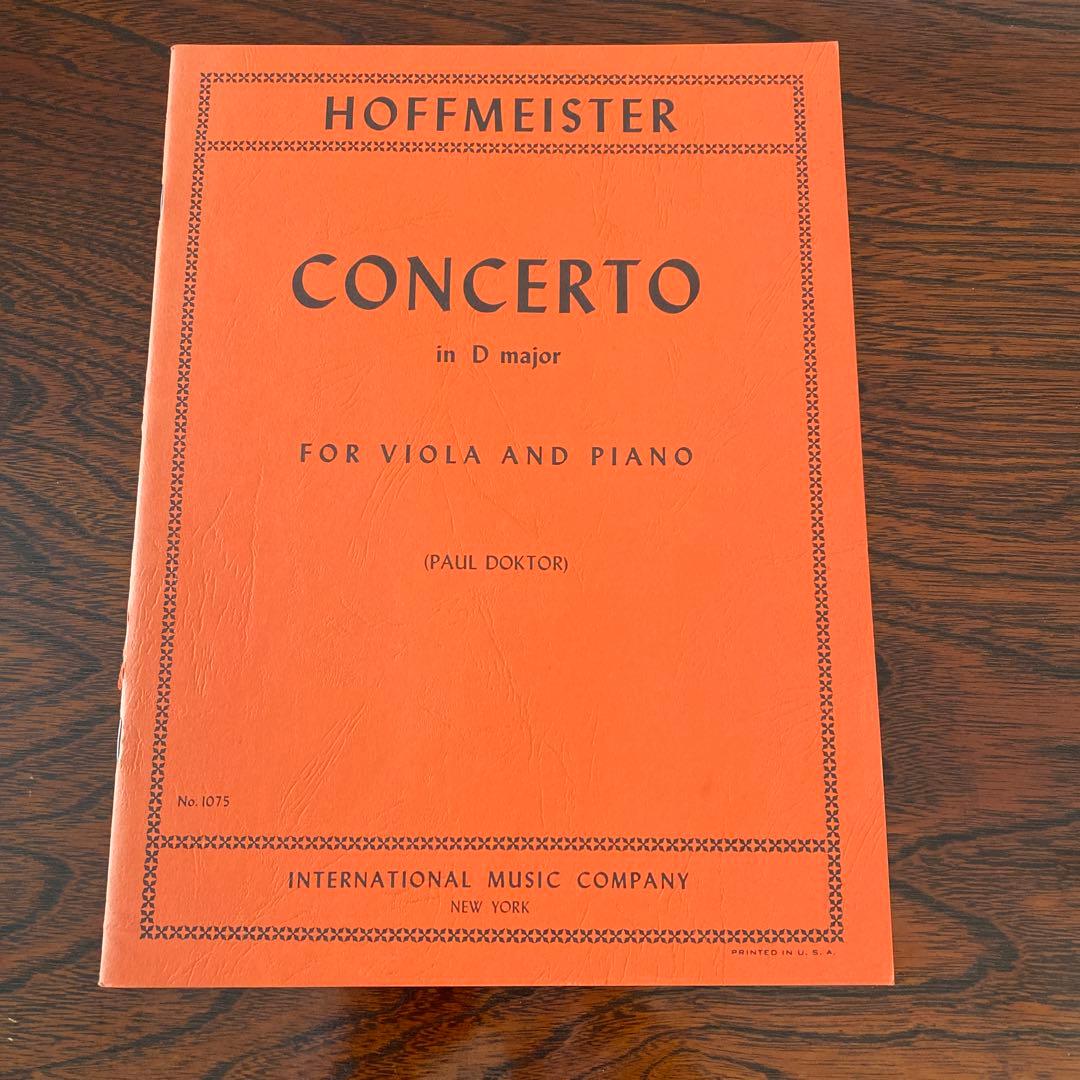 HOFFMEISTER
CONCERTO
in D major
FOR VIOLA AND PIANO
(PAUL DOKTOR)
No. 1075
INTERNATIONAL MUSIC COMPANY
NEW YORK
PRINTED IN U. S. A.